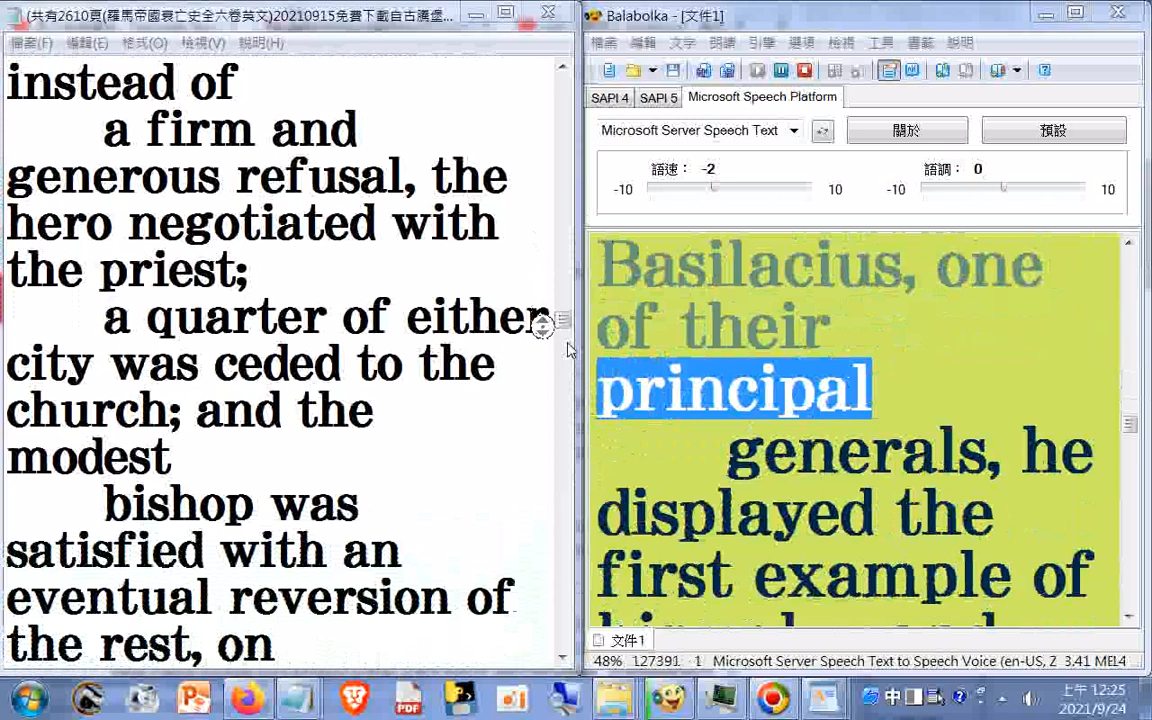 (共有2610頁(羅馬帝國衰亡史全六卷英文)20210915免費下載自古騰堡...
檔案(F) 編輯(E) 格式(O) 檢視(V) 說明(H)
instead of
a firm and
generous refusal, the
hero negotiated with
the priest;
a quarter of either
city was ceded to the
church; and the
modest
bishop was
satisfied with an
eventual reversion of
the rest, on
Balabolka - [文件1]
檔案 編輯 文字 朗讀 引擎 選項 檢視 工具 書籤 說明
SAPI 4 SAPI 5 Microsoft Speech Platform
Microsoft Server Speech Text 關於 預設
語速: -2 語調: 0
-10 10 -10 10
Basilacius, one
of their
principal
generals, he
displayed the
first example of
文件1
48% 127391 1 Microsoft Server Speech Text to Speech Voice (en-US, Z 3.41 MEL4
中
上午 12:25
2021/9/24